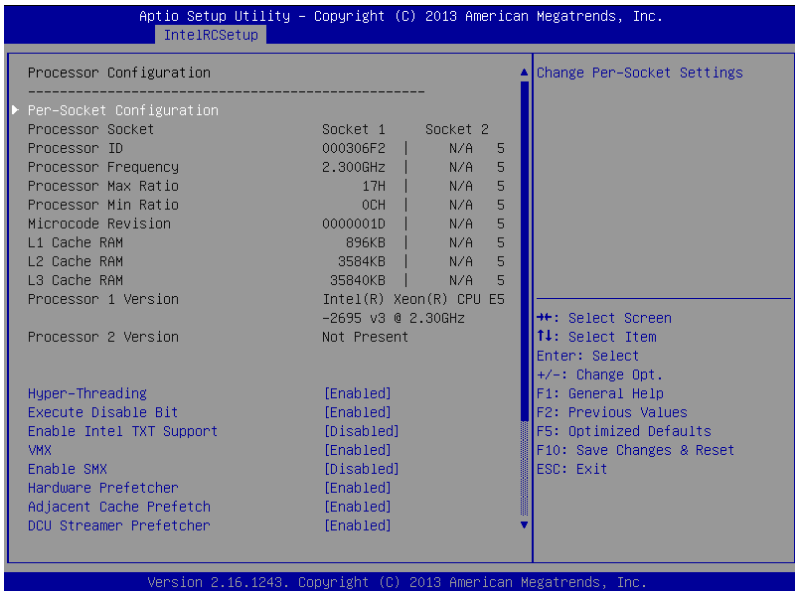 Aptio Setup Utility – Copyright (C) 2013 American Megatrends, Inc.
IntelRCSetup
Processor Configuration
--------------------------------------------------
Per-Socket Configuration
Processor Socket Socket 1 Socket 2
Processor ID 000306F2 | N/A 5
Processor Frequency 2.300GHz | N/A 5
Processor Max Ratio 17H | N/A 5
Processor Min Ratio 0CH | N/A 5
Microcode Revision 0000001D | N/A 5
L1 Cache RAM 896KB | N/A 5
L2 Cache RAM 3584KB | N/A 5
L3 Cache RAM 35840KB | N/A 5
Processor 1 Version Intel(R) Xeon(R) CPU E5
-2695 v3 @ 2.30GHz
Processor 2 Version Not Present
Hyper-Threading [Enabled]
Execute Disable Bit [Enabled]
Enable Intel TXT Support [Disabled]
VMX [Enabled]
Enable SMX [Disabled]
Hardware Prefetcher [Enabled]
Adjacent Cache Prefetch [Enabled]
DCU Streamer Prefetcher [Enabled]
Change Per-Socket Settings
→←: Select Screen
↑↓: Select Item
Enter: Select
+/-: Change Opt.
F1: General Help
F2: Previous Values
F5: Optimized Defaults
F10: Save Changes & Reset
ESC: Exit
Version 2.16.1243. Copyright (C) 2013 American Megatrends, Inc.